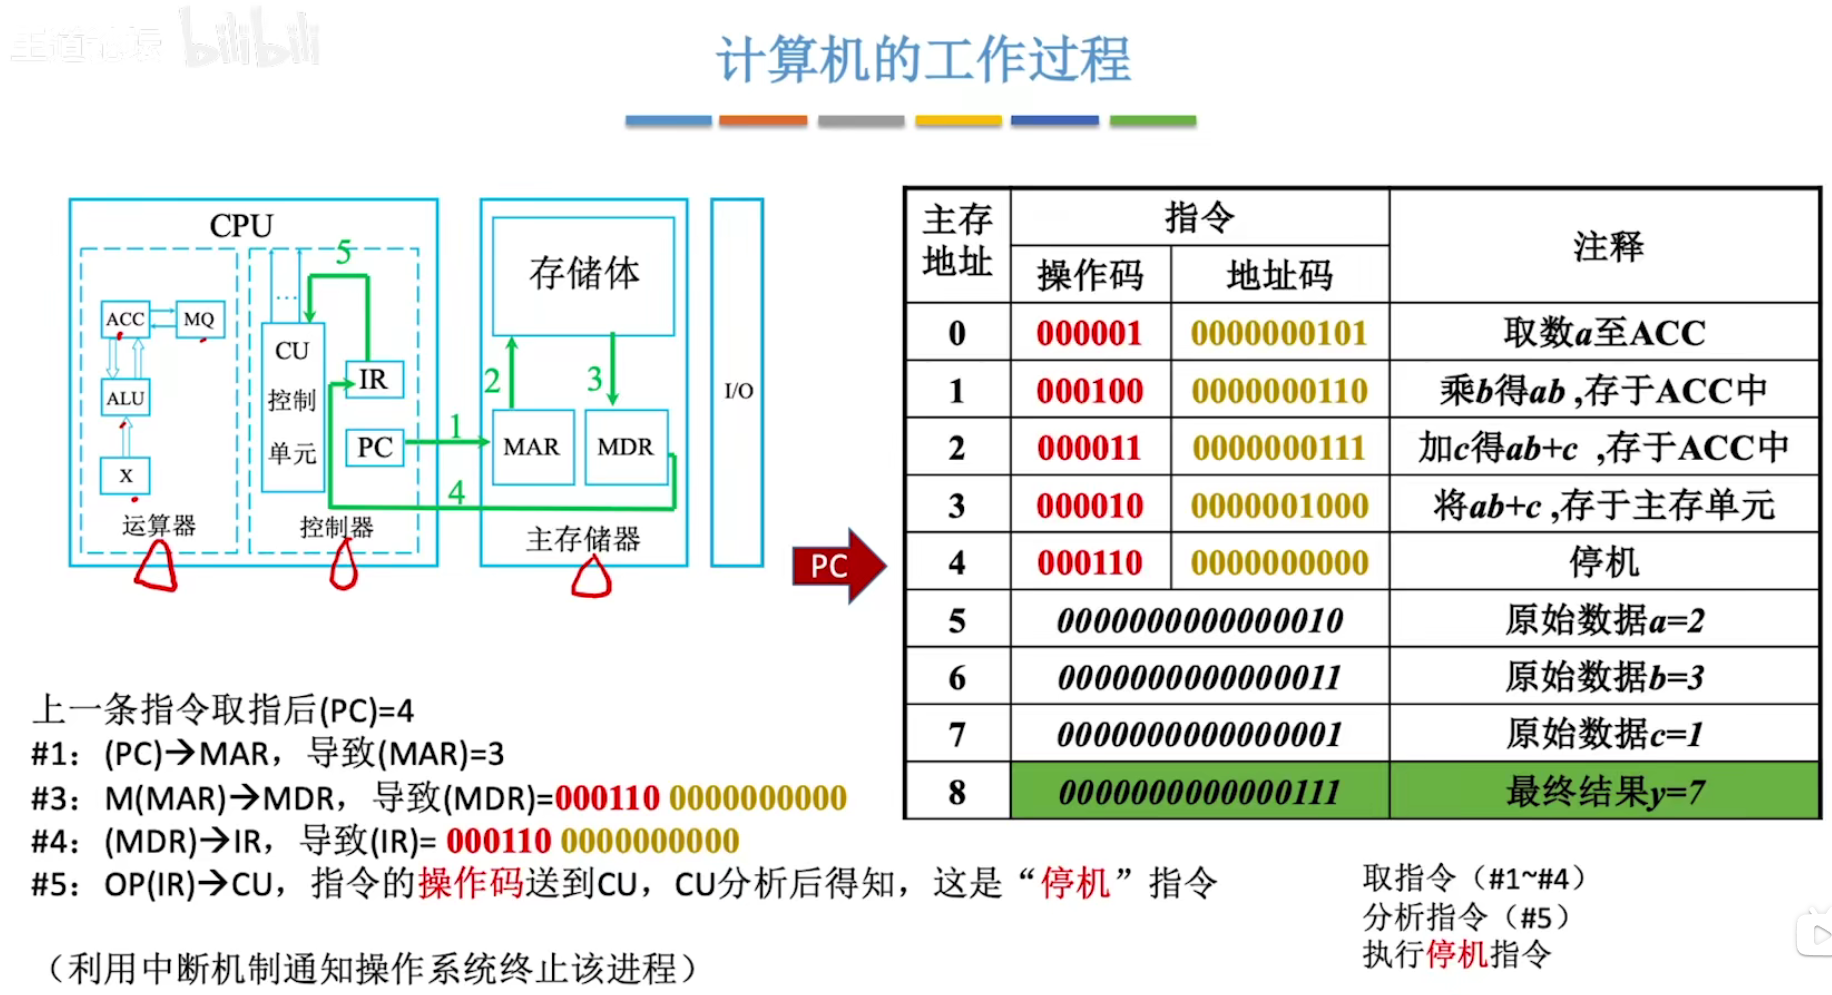 王道论坛 bilibili
计算机的工作过程
CPU
5
ACC
MQ
ALU
X
运算器
...
CU
控制
单元
IR
PC
控制器
1
4
存储体
2
3
MAR
MDR
主存储器
I/O
PC
主存地址 指令 注释
操作码 地址码
0 000001 0000000101 取数a至ACC
1 000100 0000000110 乘b得ab ,存于ACC中
2 000011 0000000111 加c得ab+c ,存于ACC中
3 000010 0000001000 将ab+c ,存于主存单元
4 000110 0000000000 停机
5 0000000000000010 原始数据a=2
6 0000000000000011 原始数据b=3
7 0000000000000001 原始数据c=1
8 0000000000000111 最终结果y=7
上一条指令取指后(PC)=4
#1：(PC)→MAR，导致(MAR)=3
#3：M(MAR)→MDR，导致(MDR)=000110 0000000000
#4：(MDR)→IR，导致(IR)= 000110 0000000000
#5：OP(IR)→CU，指令的操作码送到CU，CU分析后得知，这是“停机”指令
（利用中断机制通知操作系统终止该进程）
取指令（#1~#4）
分析指令（#5）
执行停机指令